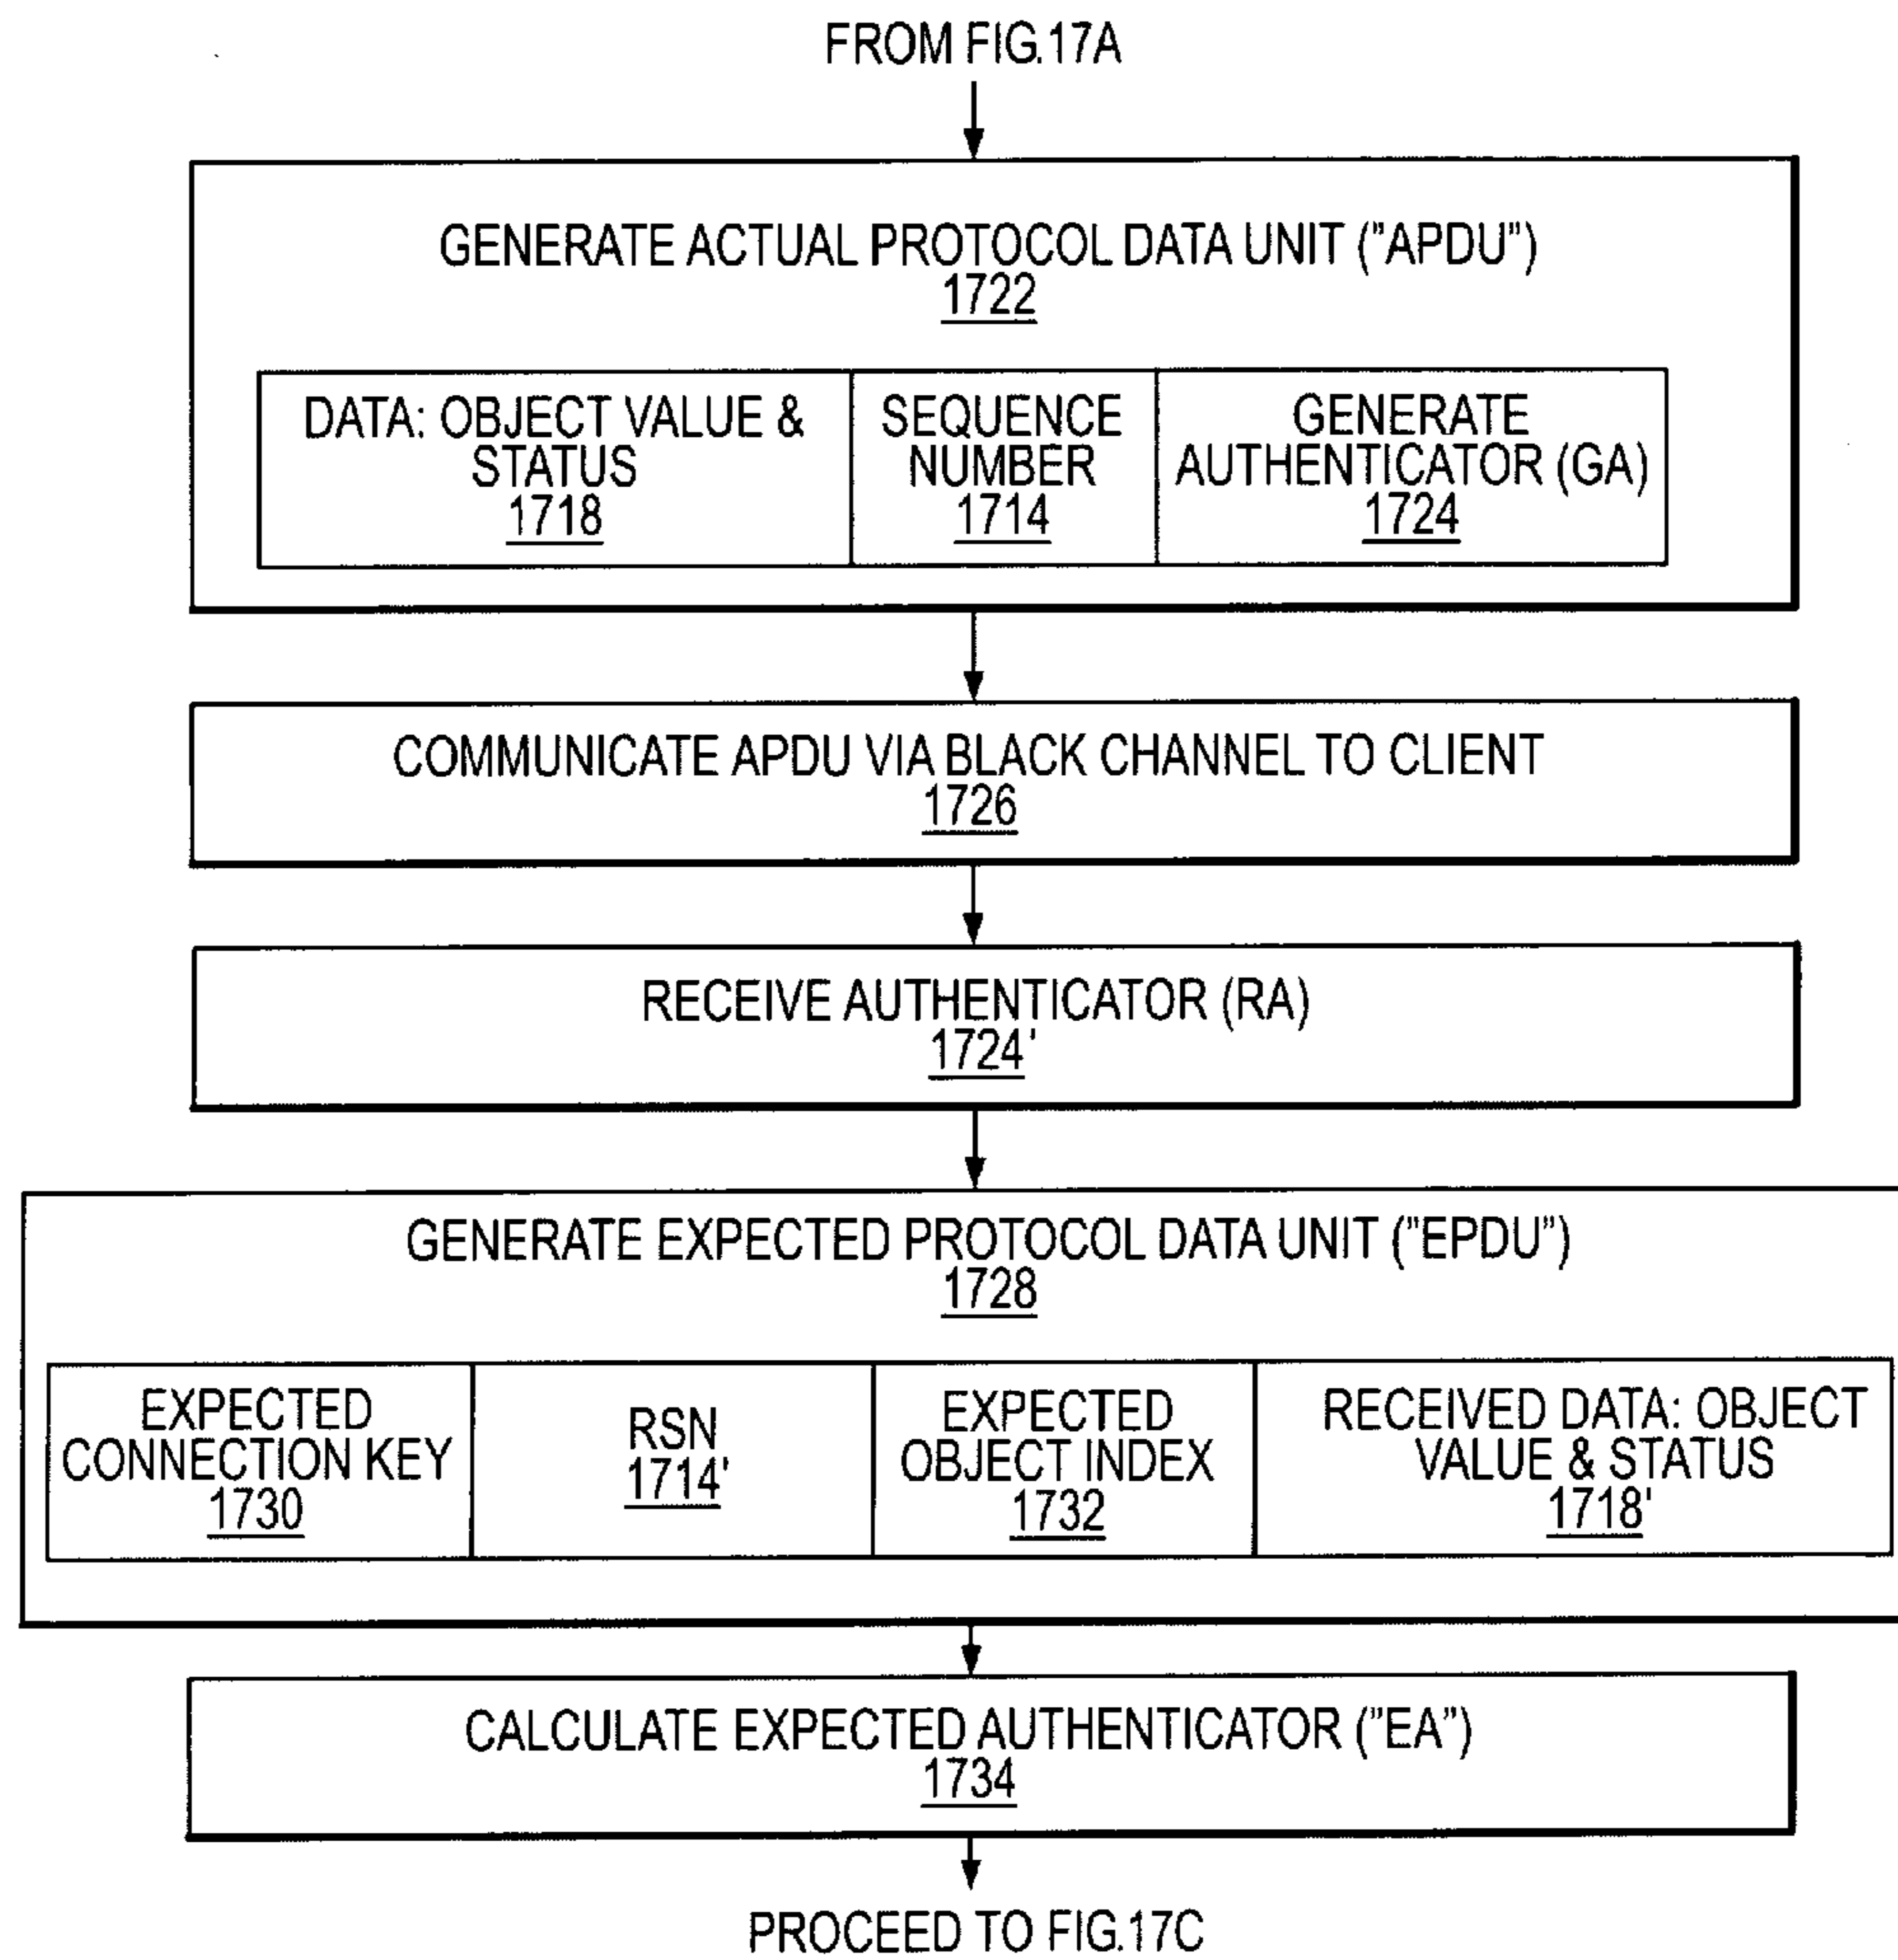 FROM FIG.17A
GENERATE ACTUAL PROTOCOL DATA UNIT ("APDU")
1722
DATA: OBJECT VALUE &
STATUS
1718
SEQUENCE
NUMBER
1714
GENERATE
AUTHENTICATOR (GA)
1724
COMMUNICATE APDU VIA BLACK CHANNEL TO CLIENT
1726
RECEIVE AUTHENTICATOR (RA)
1724'
GENERATE EXPECTED PROTOCOL DATA UNIT ("EPDU")
1728
EXPECTED
CONNECTION KEY
1730
RSN
1714'
EXPECTED
OBJECT INDEX
1732
RECEIVED DATA: OBJECT
VALUE & STATUS
1718'
CALCULATE EXPECTED AUTHENTICATOR ("EA")
1734
PROCEED TO FIG.17C